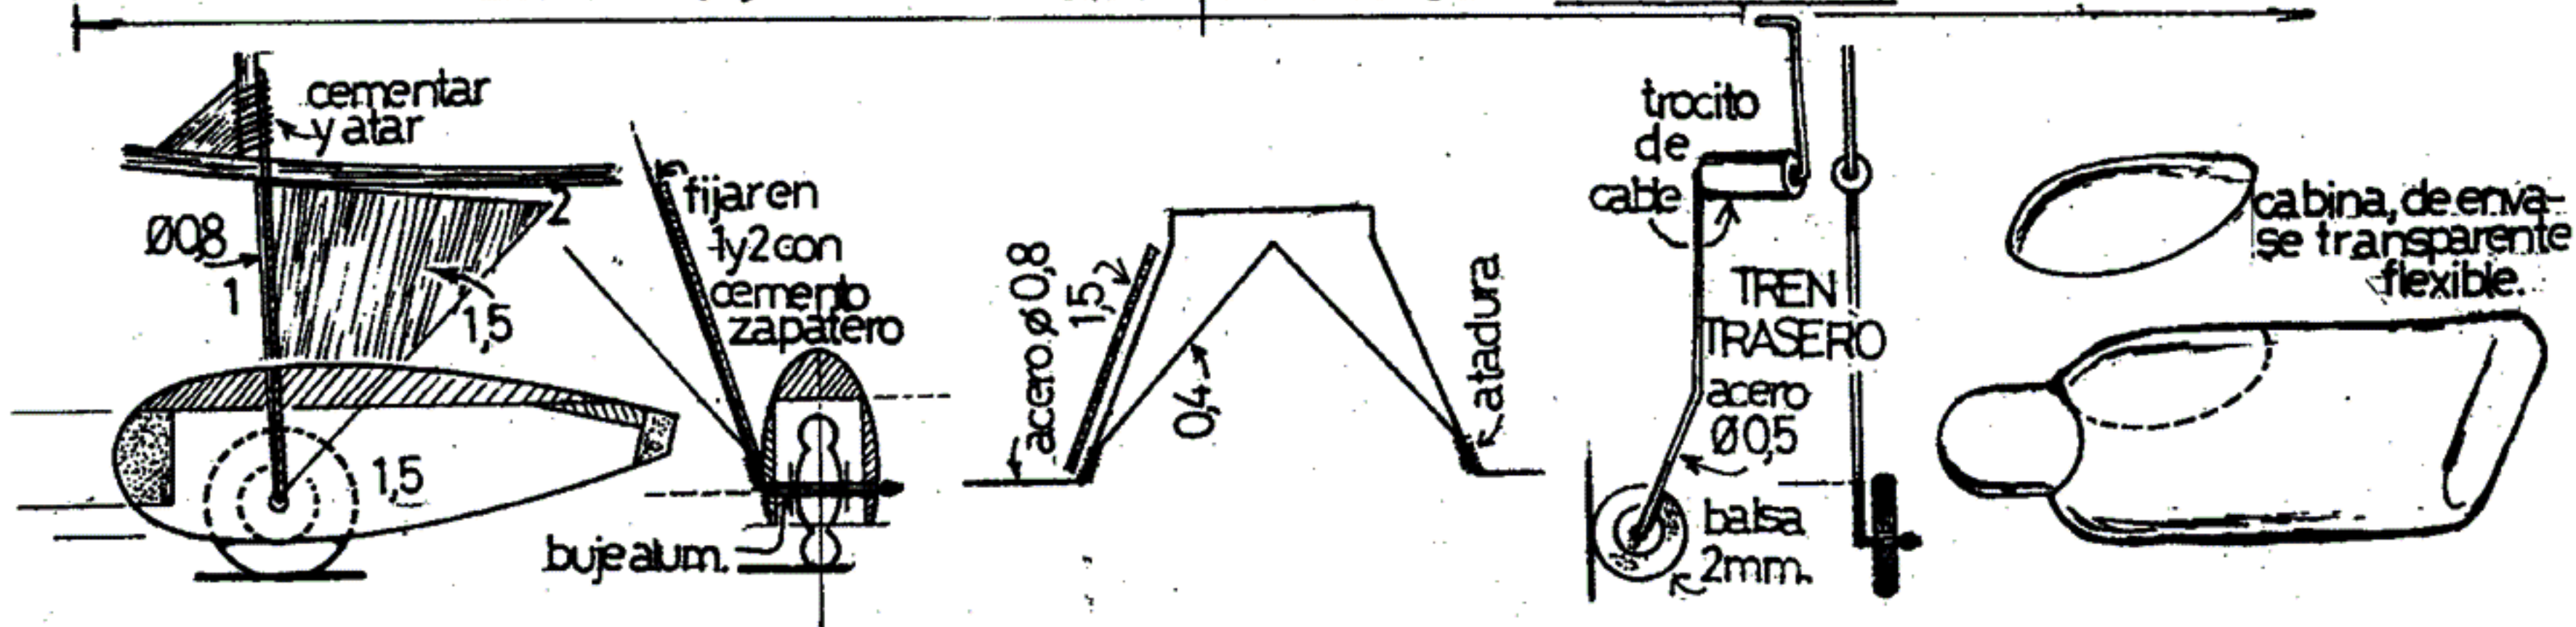 cementar
y atar
Ø0,8
1
2
1,5
1,5
fijar en
1y2 con
cemento
zapatero
buje alum.
acero Ø 0,8
1,5
0,4
atadura
trocito
de
cable
TREN
TRASERO
acero
Ø0,5
balsa
2mm.
cabina, de enva-
se transparente
flexible.